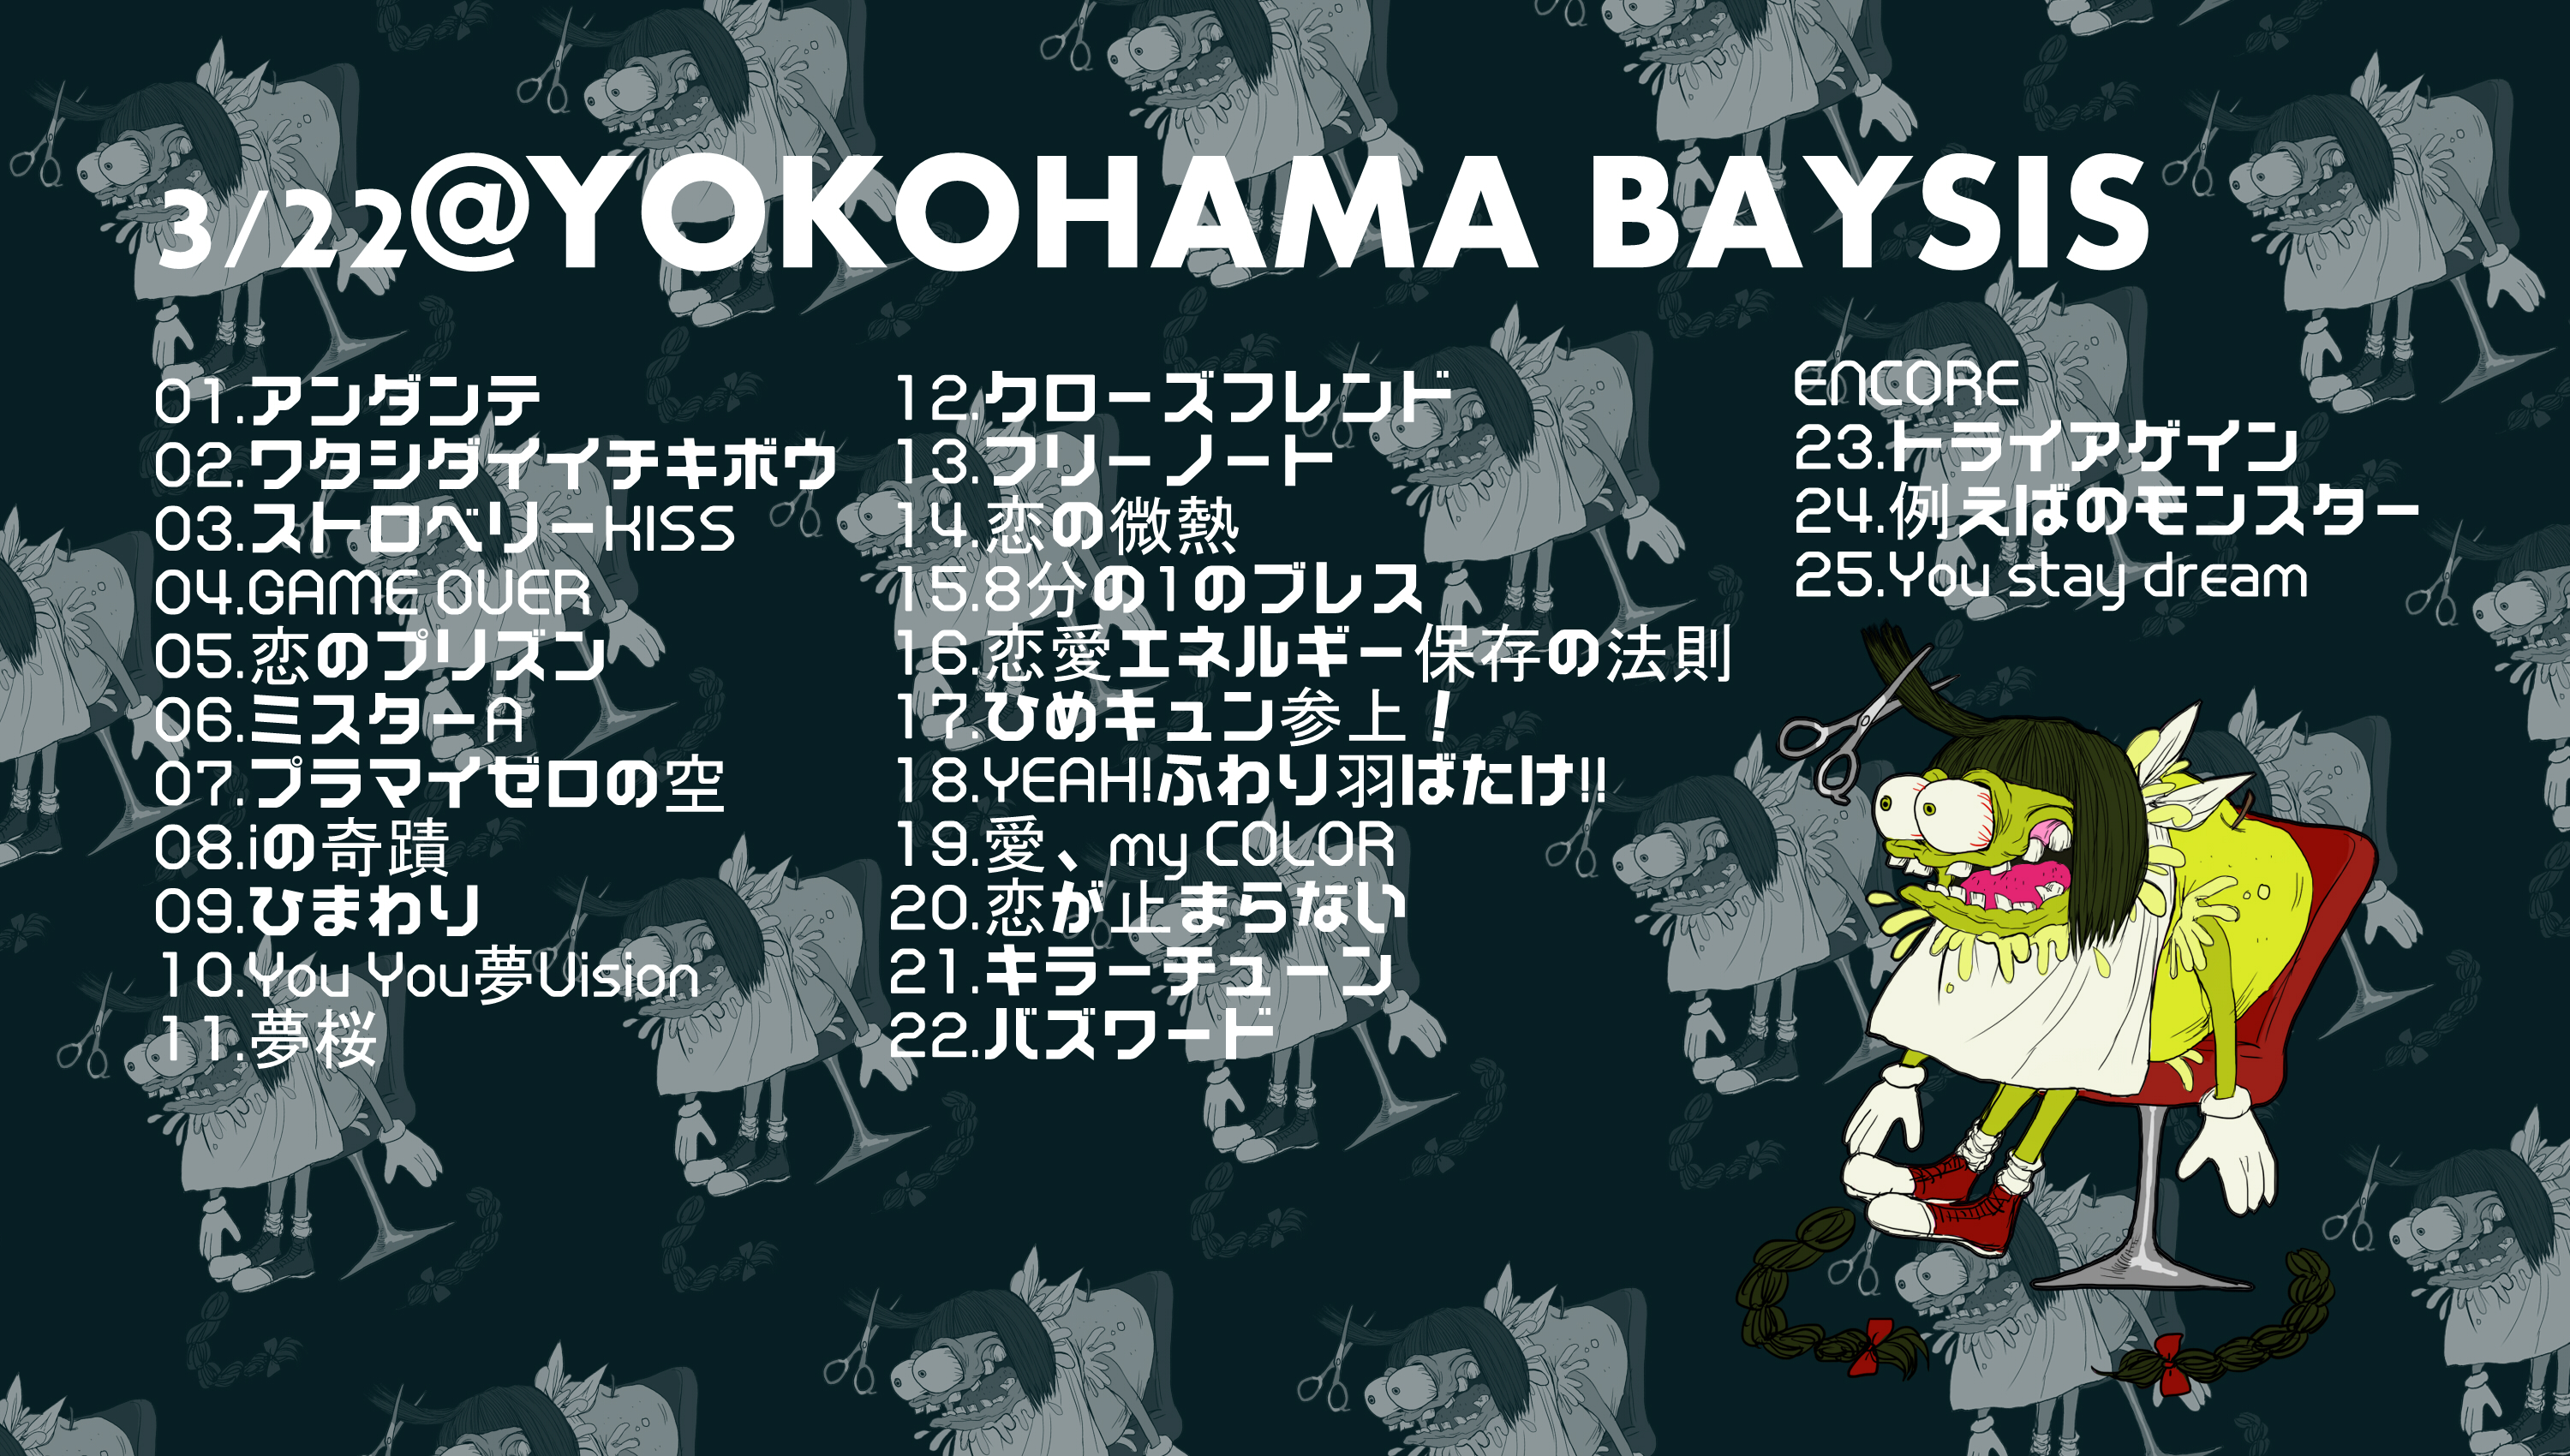 3/22@YOKOHAMA BAYSIS
01.アンダンテ
02.ワタシダイイチキボウ
03.ストロベリーKISS
04.GAME OVER
05.恋のプリズン
06.ミスターA
07.プラマイゼロの空
08.iの奇蹟
09.ひまわり
10.You You夢Vision
11.夢桜
12.クローズフレンド
13.フリーノート
14.恋の微熱
15.8分の1のブレス
16.恋愛エネルギー保存の法則
17.ひめキュン参上！
18.YEAH!ふわり羽ばたけ!!
19.愛、my COLOR
20.恋が止まらない
21.キラーチューン
22.バズワード
ENCORE
23.トライアゲイン
24.例えばのモンスター
25.You stay dream